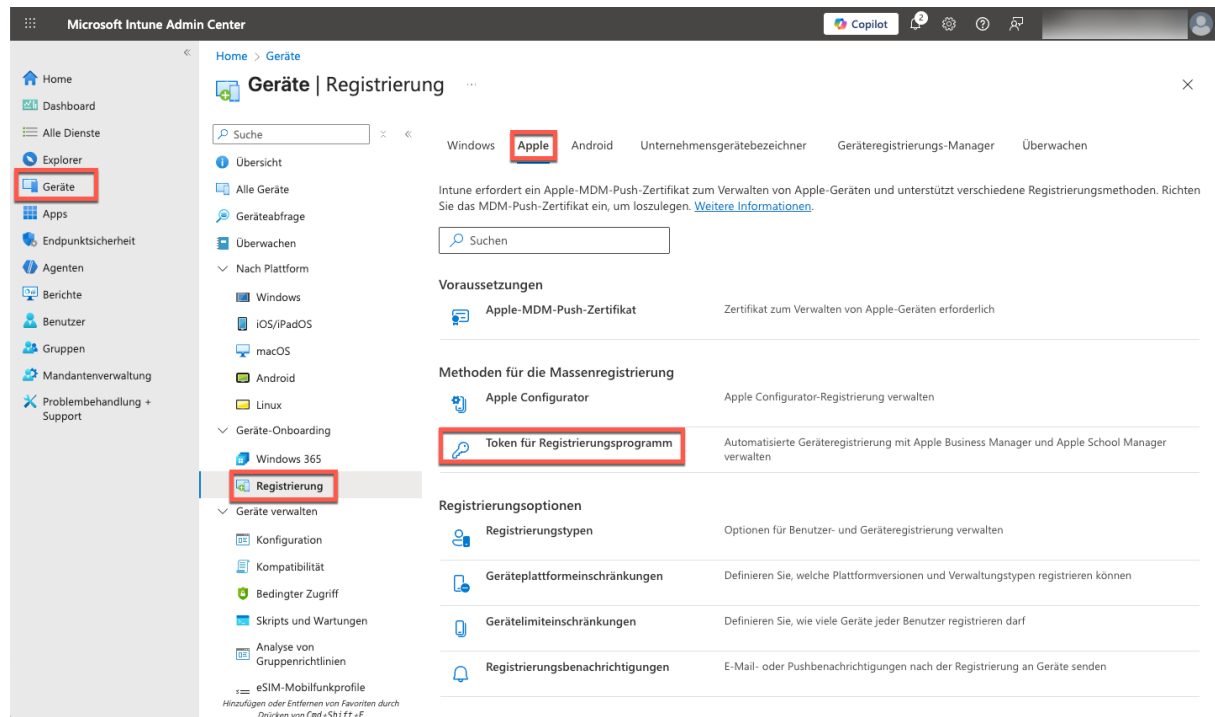 Microsoft Intune Admin Center
Copilot
2
Home > Geräte
Geräte | Registrierung
...
Home
Dashboard
Alle Dienste
Explorer
Geräte
Apps
Endpunktsicherheit
Agenten
Berichte
Benutzer
Gruppen
Mandantenverwaltung
Problembehandlung +
Support
Suche
Übersicht
Alle Geräte
Geräteabfrage
Überwachen
Nach Plattform
Windows
iOS/iPadOS
macOS
Android
Linux
Geräte-Onboarding
Windows 365
Registrierung
Geräte verwalten
Konfiguration
Kompatibilität
Bedingter Zugriff
Skripts und Wartungen
Analyse von
Gruppenrichtlinien
eSIM-Mobilfunkprofile
Hinzufügen oder Entfernen von Favoriten durch
Drücken von Cmd+Shift+F
Windows Apple Android Unternehmensgerätebezeichner Geräteregistrierungs-Manager Überwachen
Intune erfordert ein Apple-MDM-Push-Zertifikat zum Verwalten von Apple-Geräten und unterstützt verschiedene Registrierungsmethoden. Richten
Sie das MDM-Push-Zertifikat ein, um loszulegen. Weitere Informationen.
Suchen
Voraussetzungen
Apple-MDM-Push-Zertifikat Zertifikat zum Verwalten von Apple-Geräten erforderlich
Methoden für die Massenregistrierung
Apple Configurator Apple Configurator-Registrierung verwalten
Token für Registrierungsprogramm Automatisierte Geräteregistrierung mit Apple Business Manager und Apple School Manager
verwalten
Registrierungsoptionen
Registrierungstypen Optionen für Benutzer- und Geräteregistrierung verwalten
Geräteplattformeinschränkungen Definieren Sie, welche Plattformversionen und Verwaltungstypen registrieren können
Gerätelimiteinschränkungen Definieren Sie, wie viele Geräte jeder Benutzer registrieren darf
Registrierungsbenachrichtigungen E-Mail- oder Pushbenachrichtigungen nach der Registrierung an Geräte senden